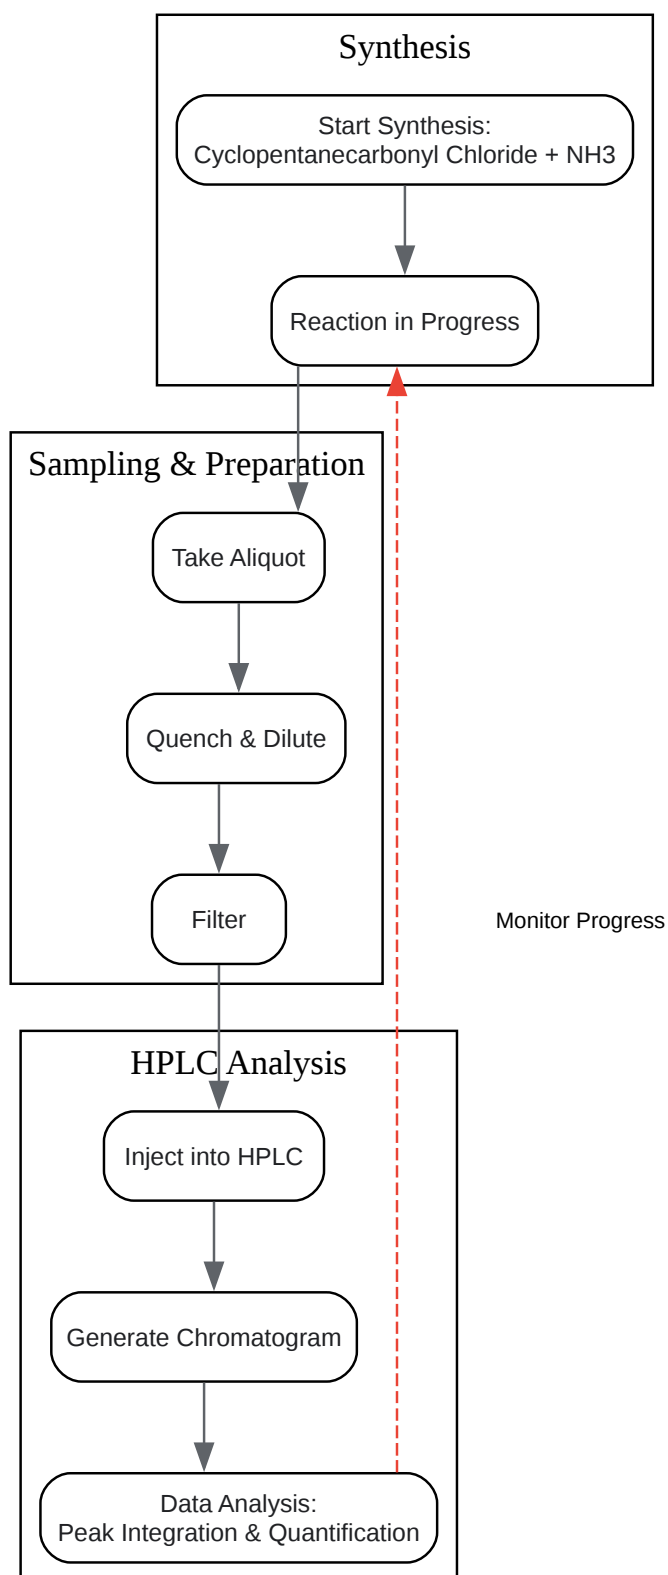 Synthesis
Start Synthesis:
Cyclopentanecarbonyl Chloride + NH3
Reaction in Progress
Sampling & Preparation
Take Aliquot
Quench & Dilute
Filter
Monitor Progress
HPLC Analysis
Inject into HPLC
Generate Chromatogram
Data Analysis:
Peak Integration & Quantification